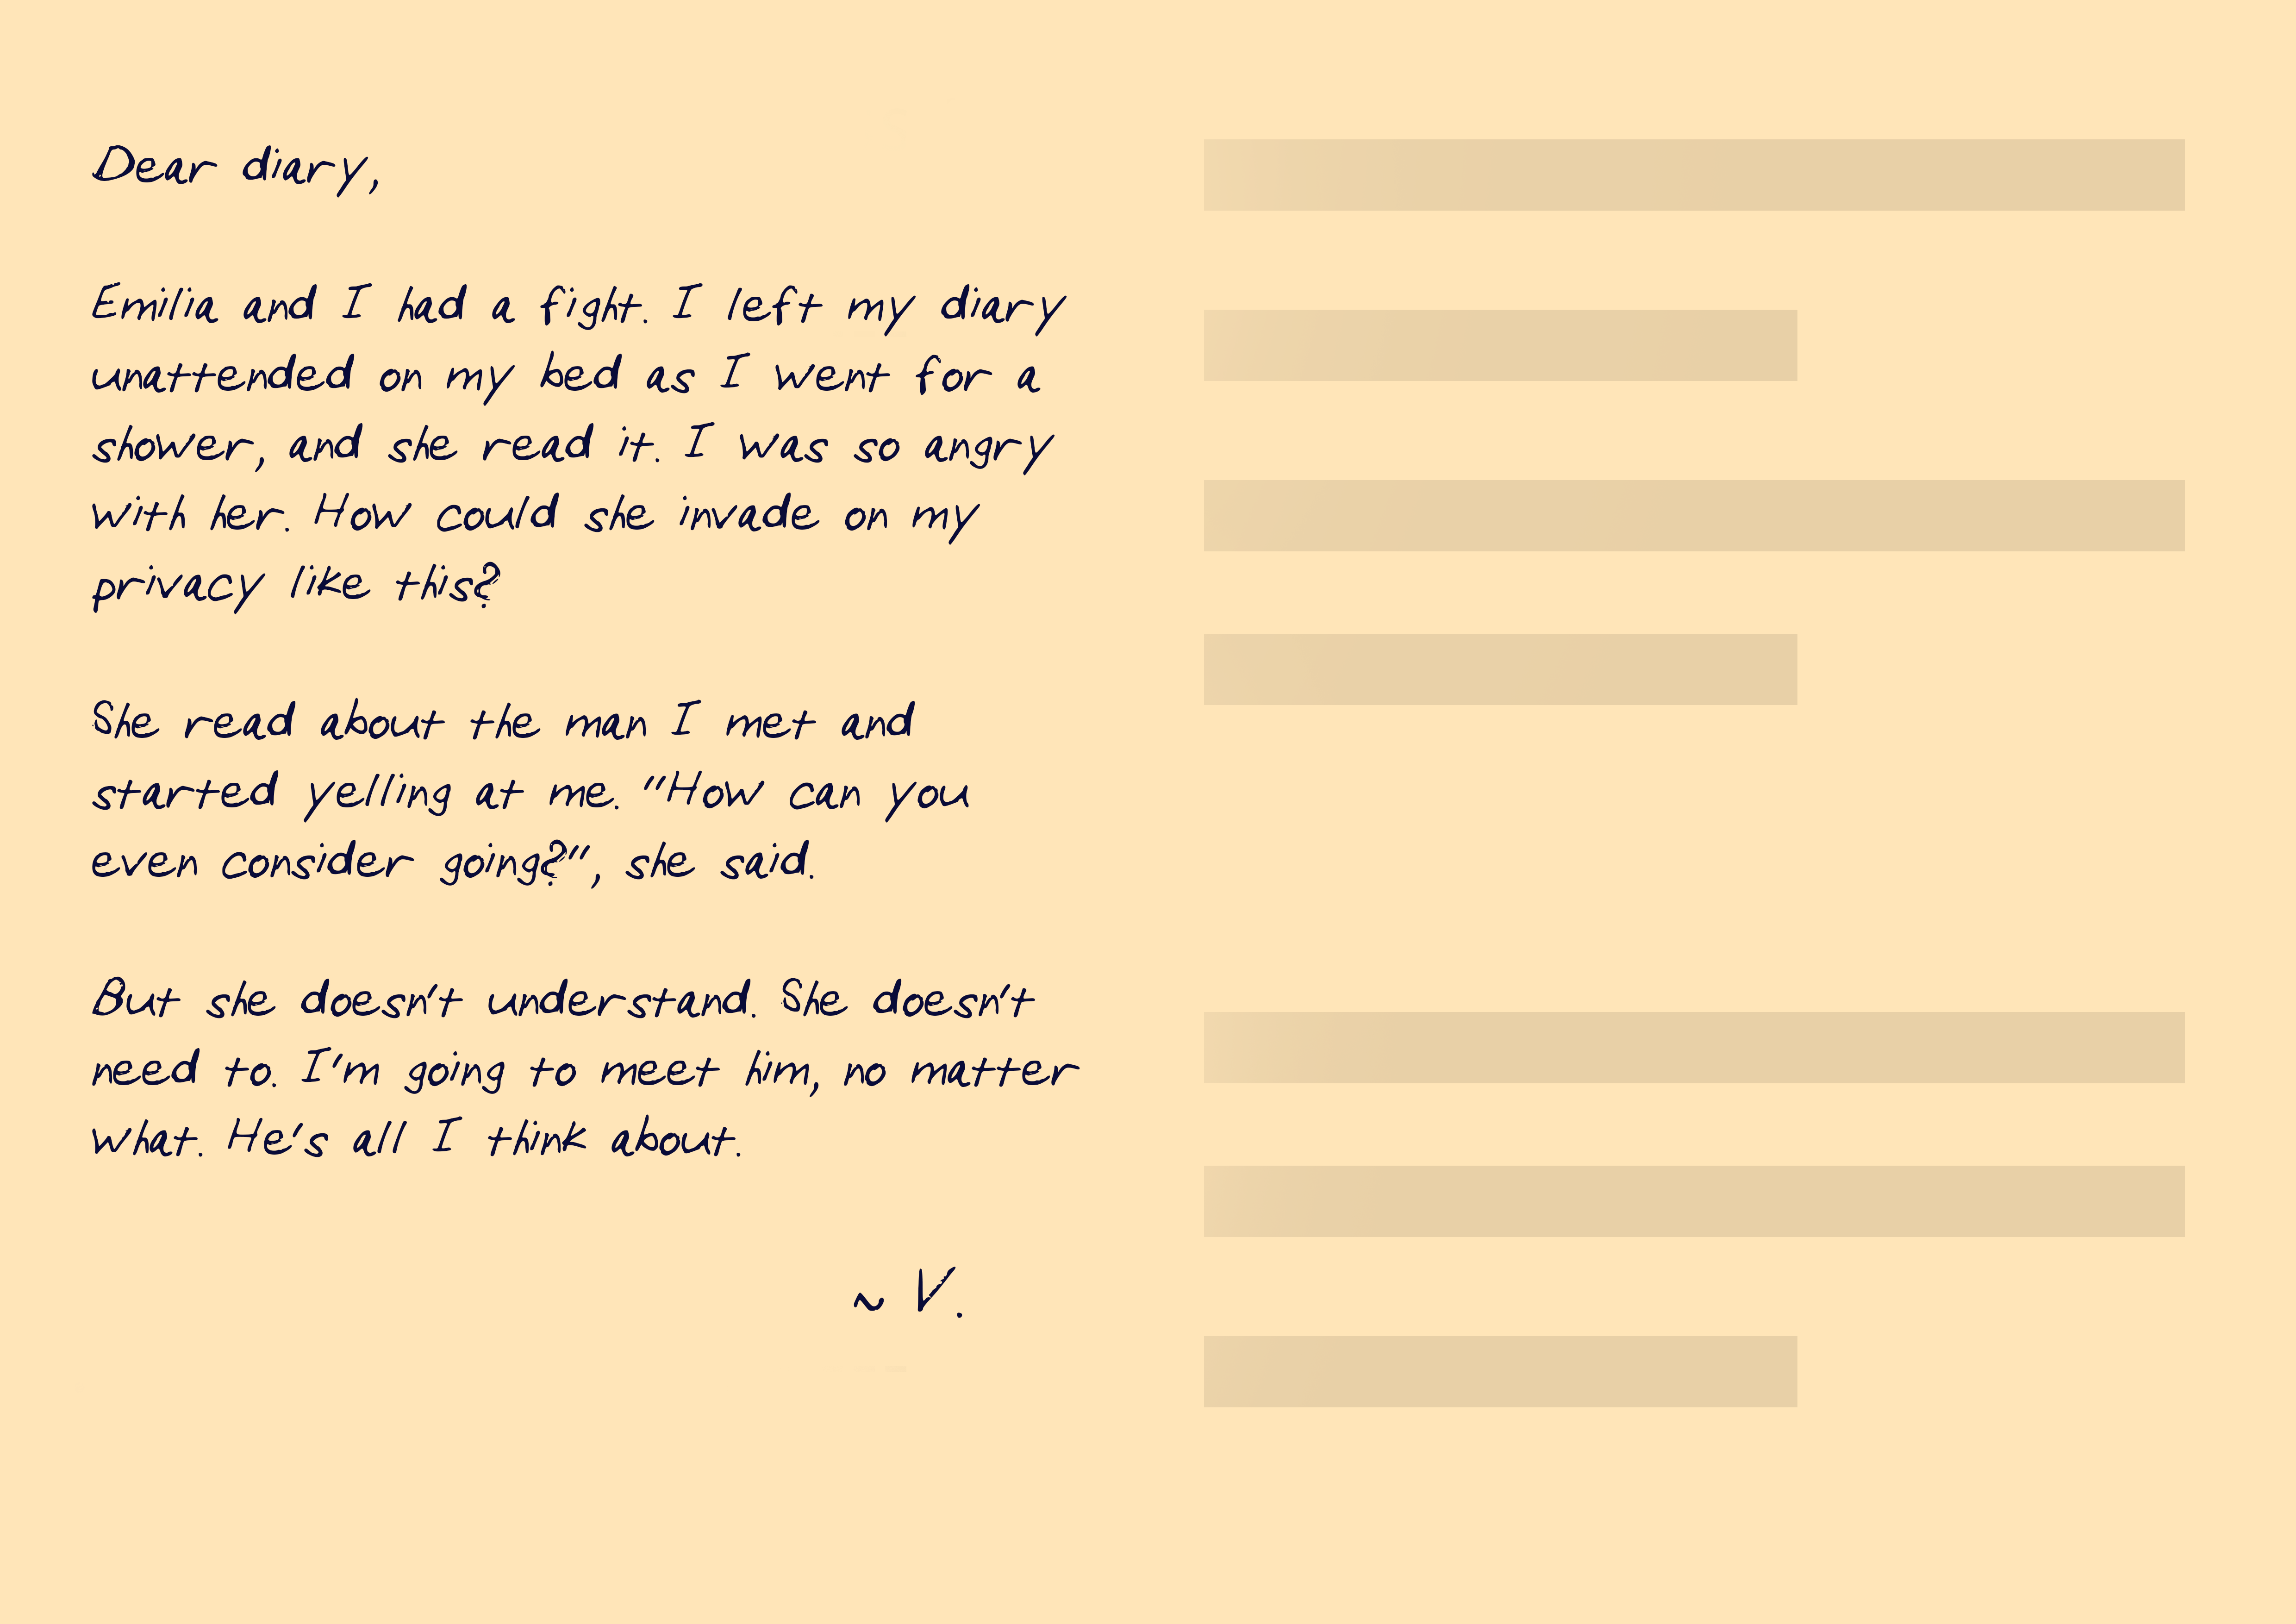 Dear diary,
Emilia and I had a fight. I left my diary
unattended on my bed as I went for a
shower, and she read it. I was so angry
with her. How could she invade on my
privacy like this?
She read about the man I met and
started yelling at me. "How can you
even consider going?", she said.
But she doesn't understand. She doesn't
need to. I'm going to meet him, no matter
what. He's all I think about.
~ V.